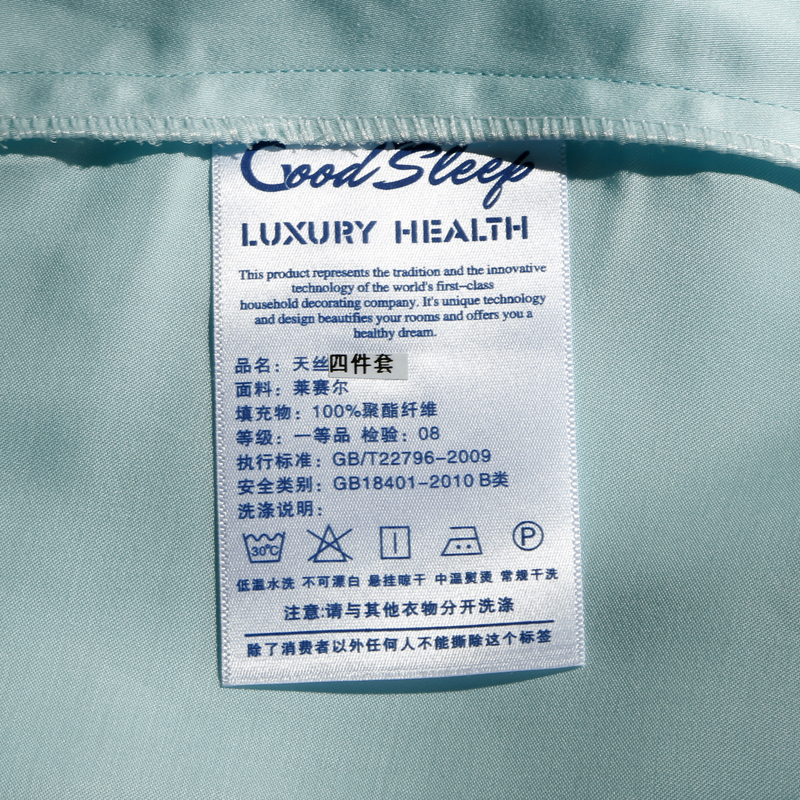 Good Sleep
LUXURY HEALTH
This product represents the tradition and the innovative
technology of the world's first-class
household decorating company. It's unique technology
and design beautifies your rooms and offers you a
healthy dream.
品名：天丝四件套
面料：莱赛尔
填充物：100%聚酯纤维
等级：一等品 检验：08
执行标准：GB/T22796-2009
安全类别：GB18401-2010 B类
洗涤说明：
30℃ P
低温水洗 不可漂白 悬挂晾干 中温熨烫 常规干洗
注意:请与其他衣物分开洗涤
除了消费者以外任何人不能撕除这个标签